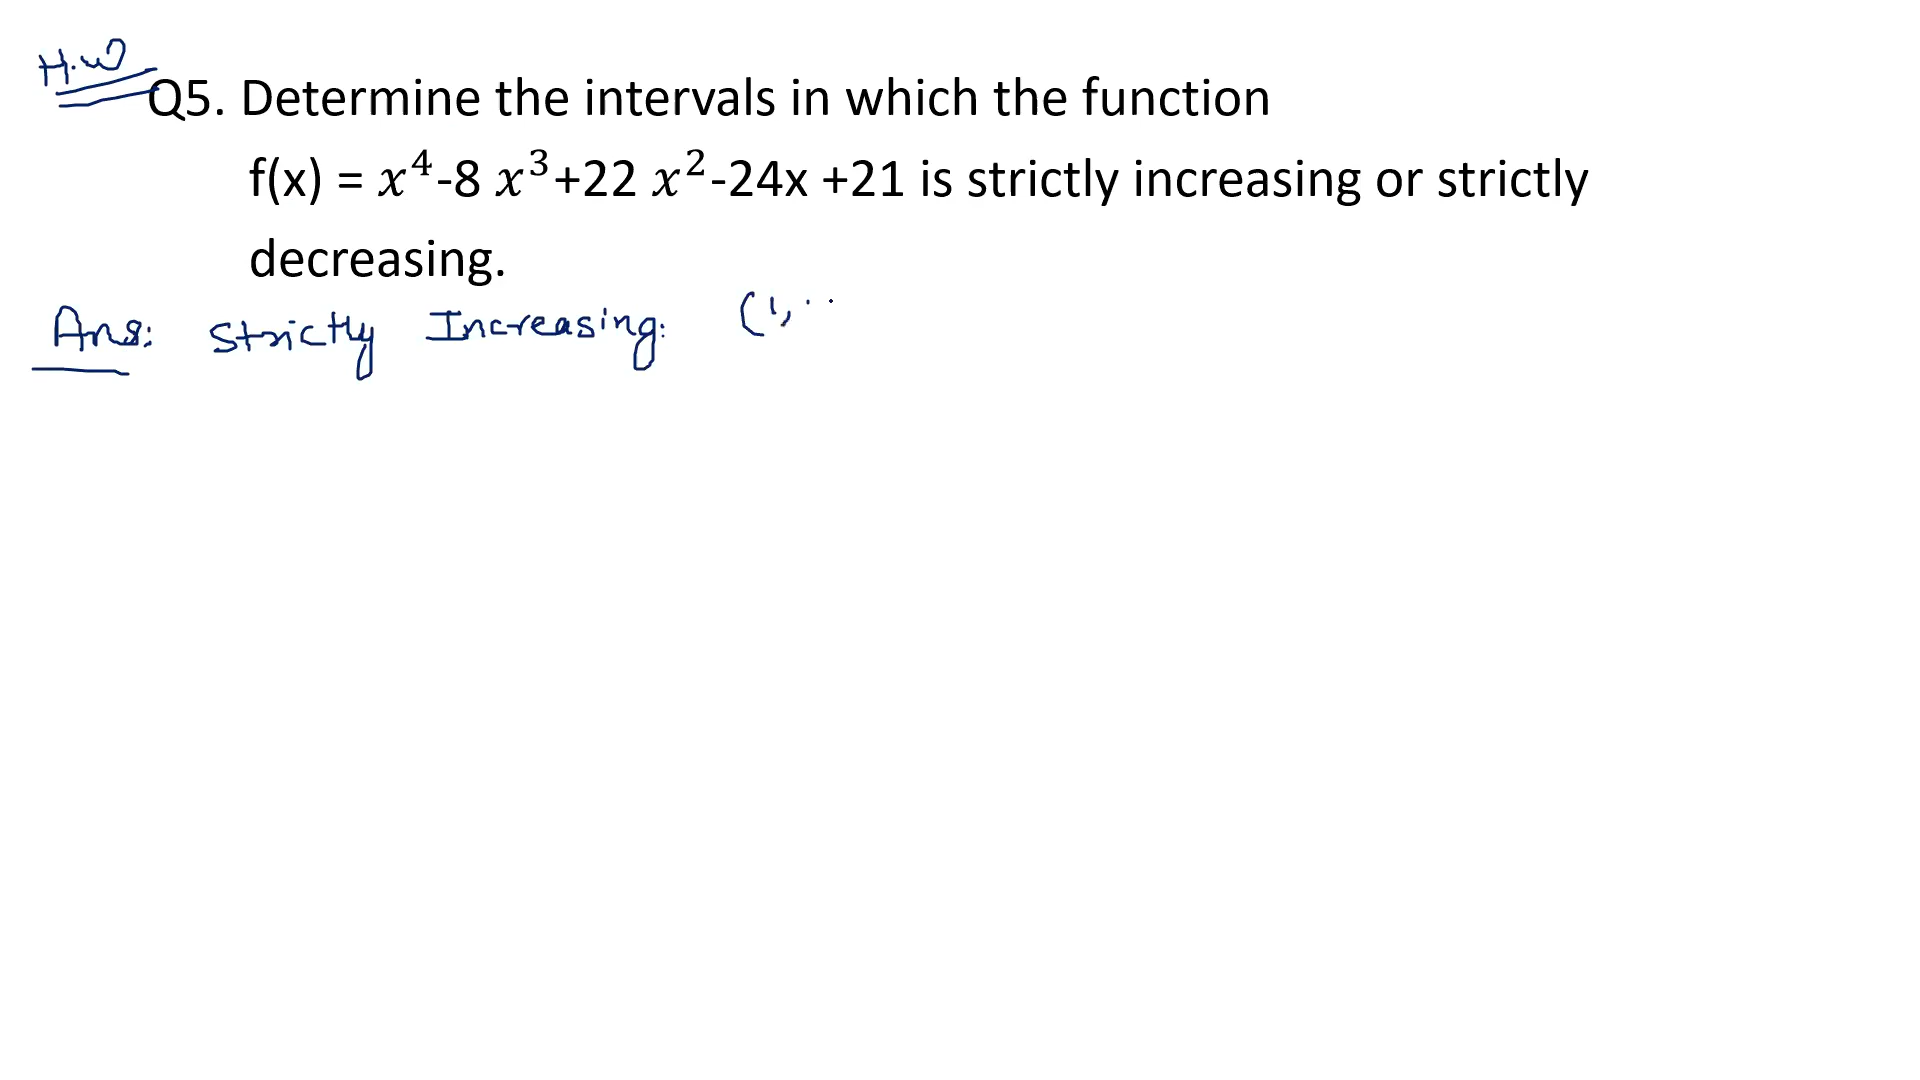 H.W
Q5. Determine the intervals in which the function
f(x) = x⁴-8 x³+22 x²-24x +21 is strictly increasing or strictly
decreasing.
Ans: Strictly Increasing: (1,